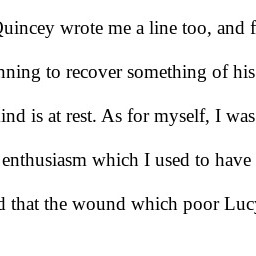 Quincey wrote me a line too, and f
nning to recover something of his
ind is at rest. As for myself, I was
enthusiasm which I used to have
d that the wound which poor Lucy